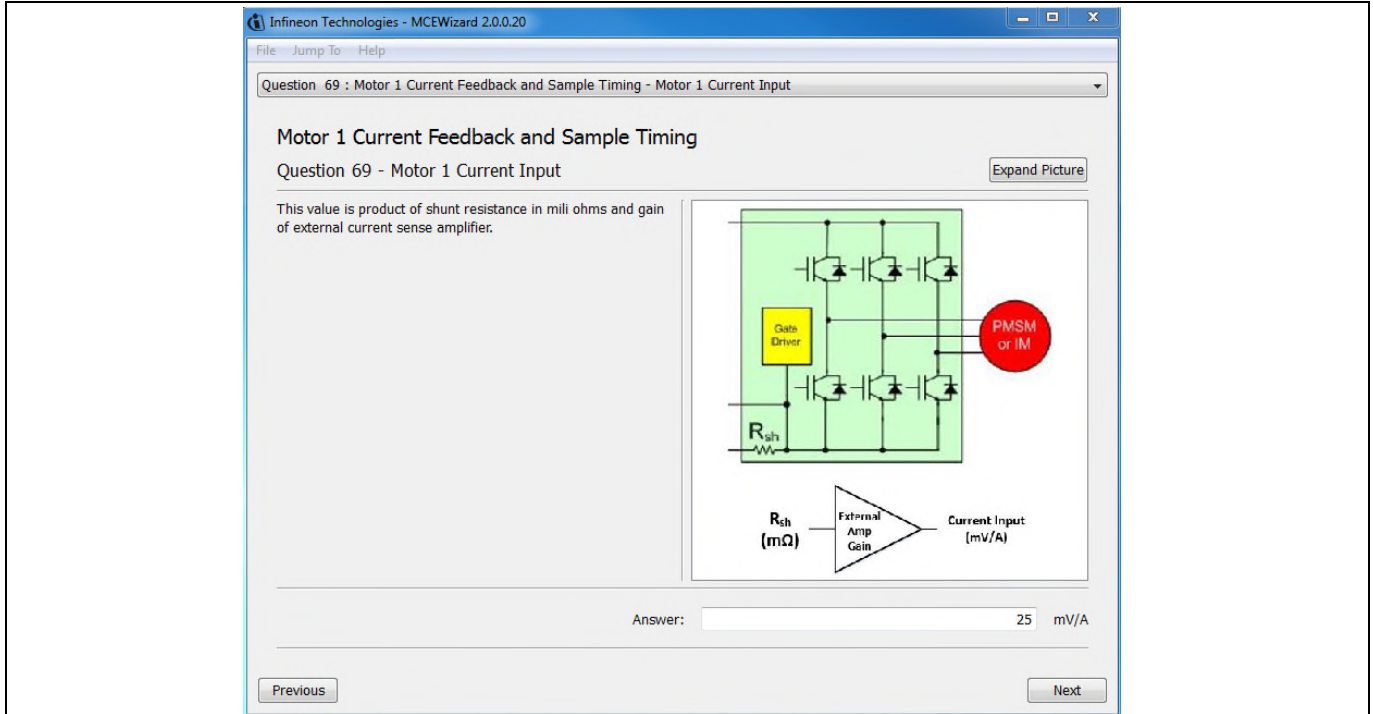 Infineon Technologies - MCEWizard 2.0.0.20
File Jump To Help
Question 69 : Motor 1 Current Feedback and Sample Timing - Motor 1 Current Input
Motor 1 Current Feedback and Sample Timing
Question 69 - Motor 1 Current Input
Expand Picture
This value is product of shunt resistance in mili ohms and gain
of external current sense amplifier.
Gate
Driver
PMSM
or IM
Rsh
Rsh
(mΩ)
External
Amp
Gain
Current Input
(mV/A)
Answer: 25 mV/A
Previous
Next